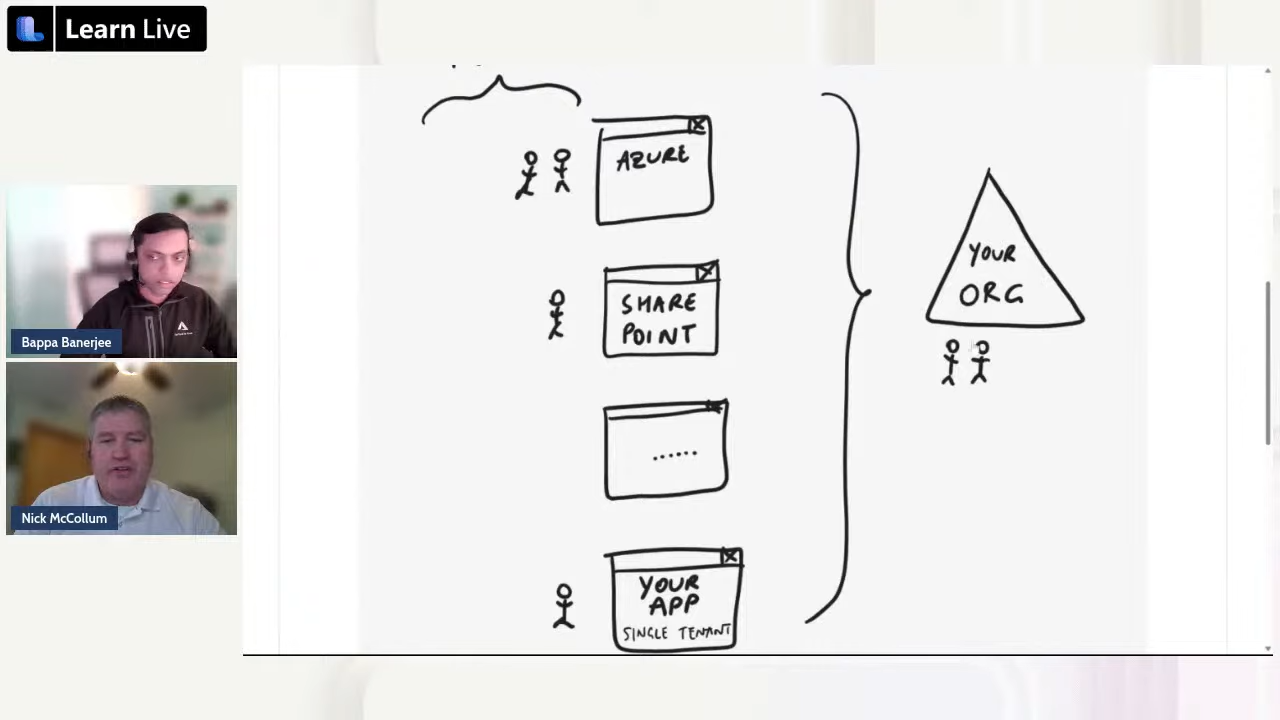 Learn Live
AZURE
SHARE
POINT
......
YOUR
APP
SINGLE TENANT
YOUR
ORG
Bappa Banerjee
Nick McCollum